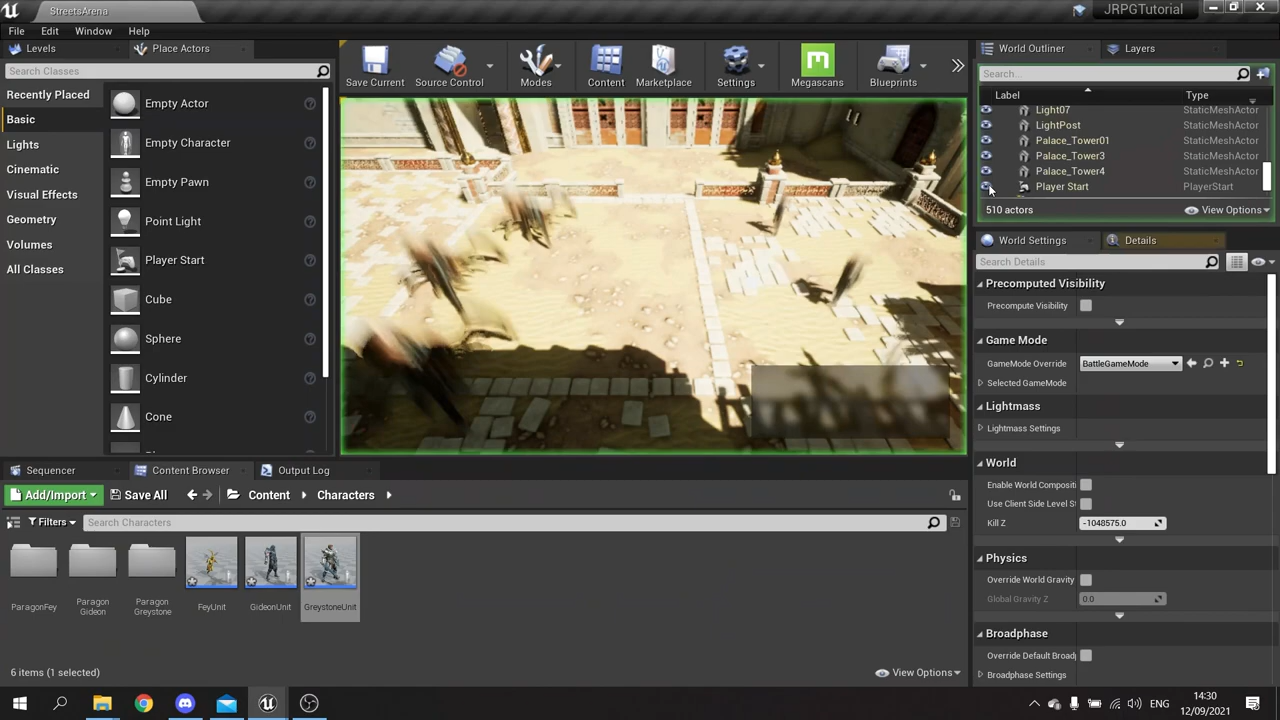 StreetsArena
JRPGTutorial
File Edit Window Help
Levels Place Actors
Search Classes
Recently Placed
Basic
Lights
Cinematic
Visual Effects
Geometry
Volumes
All Classes
Empty Actor
Empty Character
Empty Pawn
Point Light
Player Start
Cube
Sphere
Cylinder
Cone
Save Current Source Control Modes Content Marketplace Settings Megascans Blueprints
World Outliner Layers
Search...
Label Type
Light07 StaticMeshActor
LightPost StaticMeshActor
Palace_Tower01 StaticMeshActor
Palace_Tower3 StaticMeshActor
Palace_Tower4 StaticMeshActor
Player Start PlayerStart
510 actors View Options
World Settings Details
Search Details
Precomputed Visibility
Precompute Visibility
Game Mode
GameMode Override BattleGameMode
Selected GameMode
Lightmass
Lightmass Settings
World
Enable World Compositi
Use Client Side Level S
Kill Z -1048575.0
Physics
Override World Gravity
Global Gravity Z 0.0
Broadphase
Override Default Broadp
Broadphase Settings
Sequencer Content Browser Output Log
Add/Import Save All Content Characters
Filters Search Characters
ParagonFey
Paragon
Gideon
Paragon
Greystone
FeyUnit
GideonUnit
GreystoneUnit
6 items (1 selected) View Options
ENG
14:30
12/09/2021